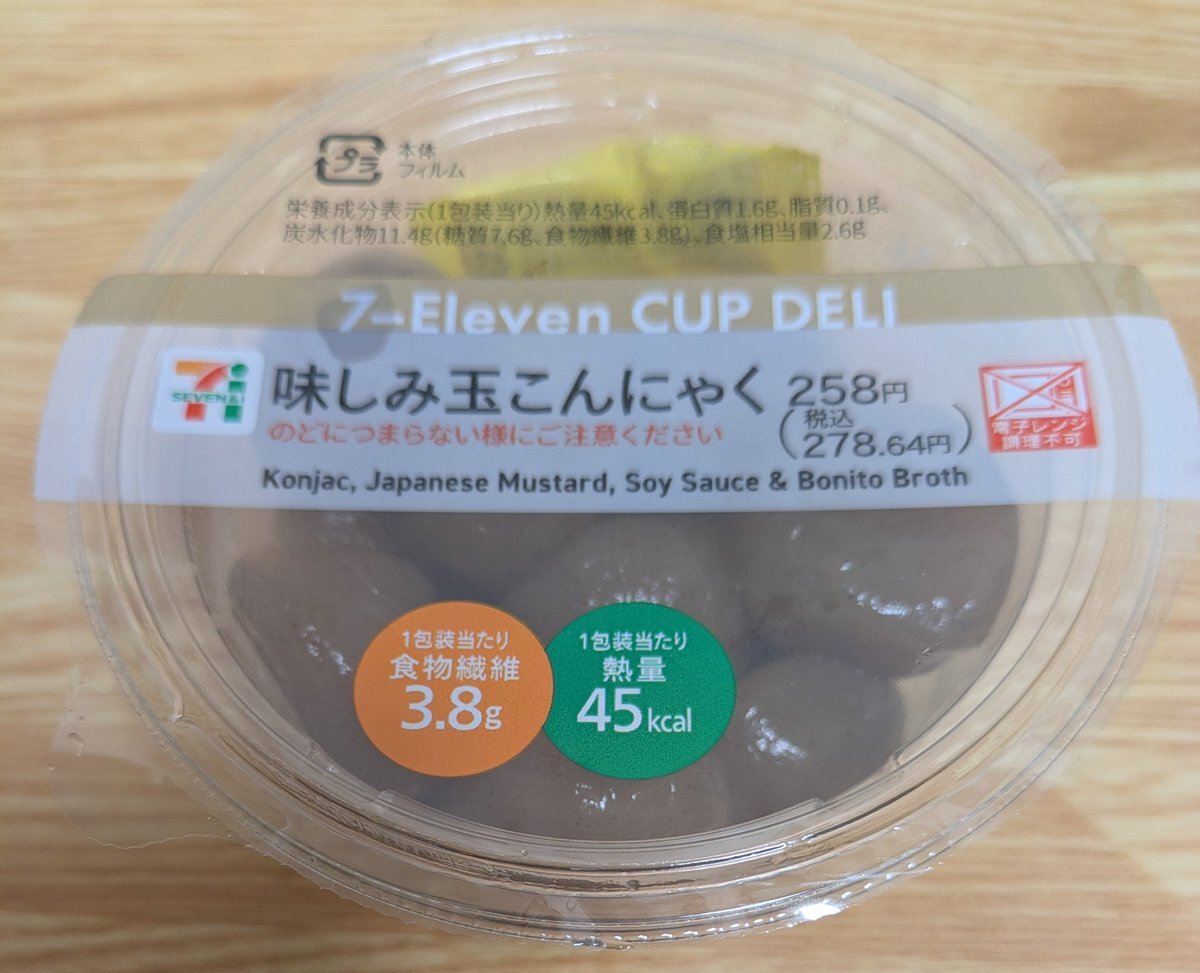 プラ
本体
フィルム
栄養成分表示(1包装当り)熱量45kcal、蛋白質1.6g、脂質0.1g、
炭水化物11.4g(糖質7.6g、食物繊維3.8g)、食塩相当量2.6g
7-Eleven CUP DELI
7i
SEVEN&I
味しみ玉こんにゃく 258円
(税込
278.64円)
のどにつまらない様にご注意ください
電子レンジ
調理不可
Konjac, Japanese Mustard, Soy Sauce & Bonito Broth
1包装当たり
食物繊維
3.8g
1包装当たり
熱量
45kcal